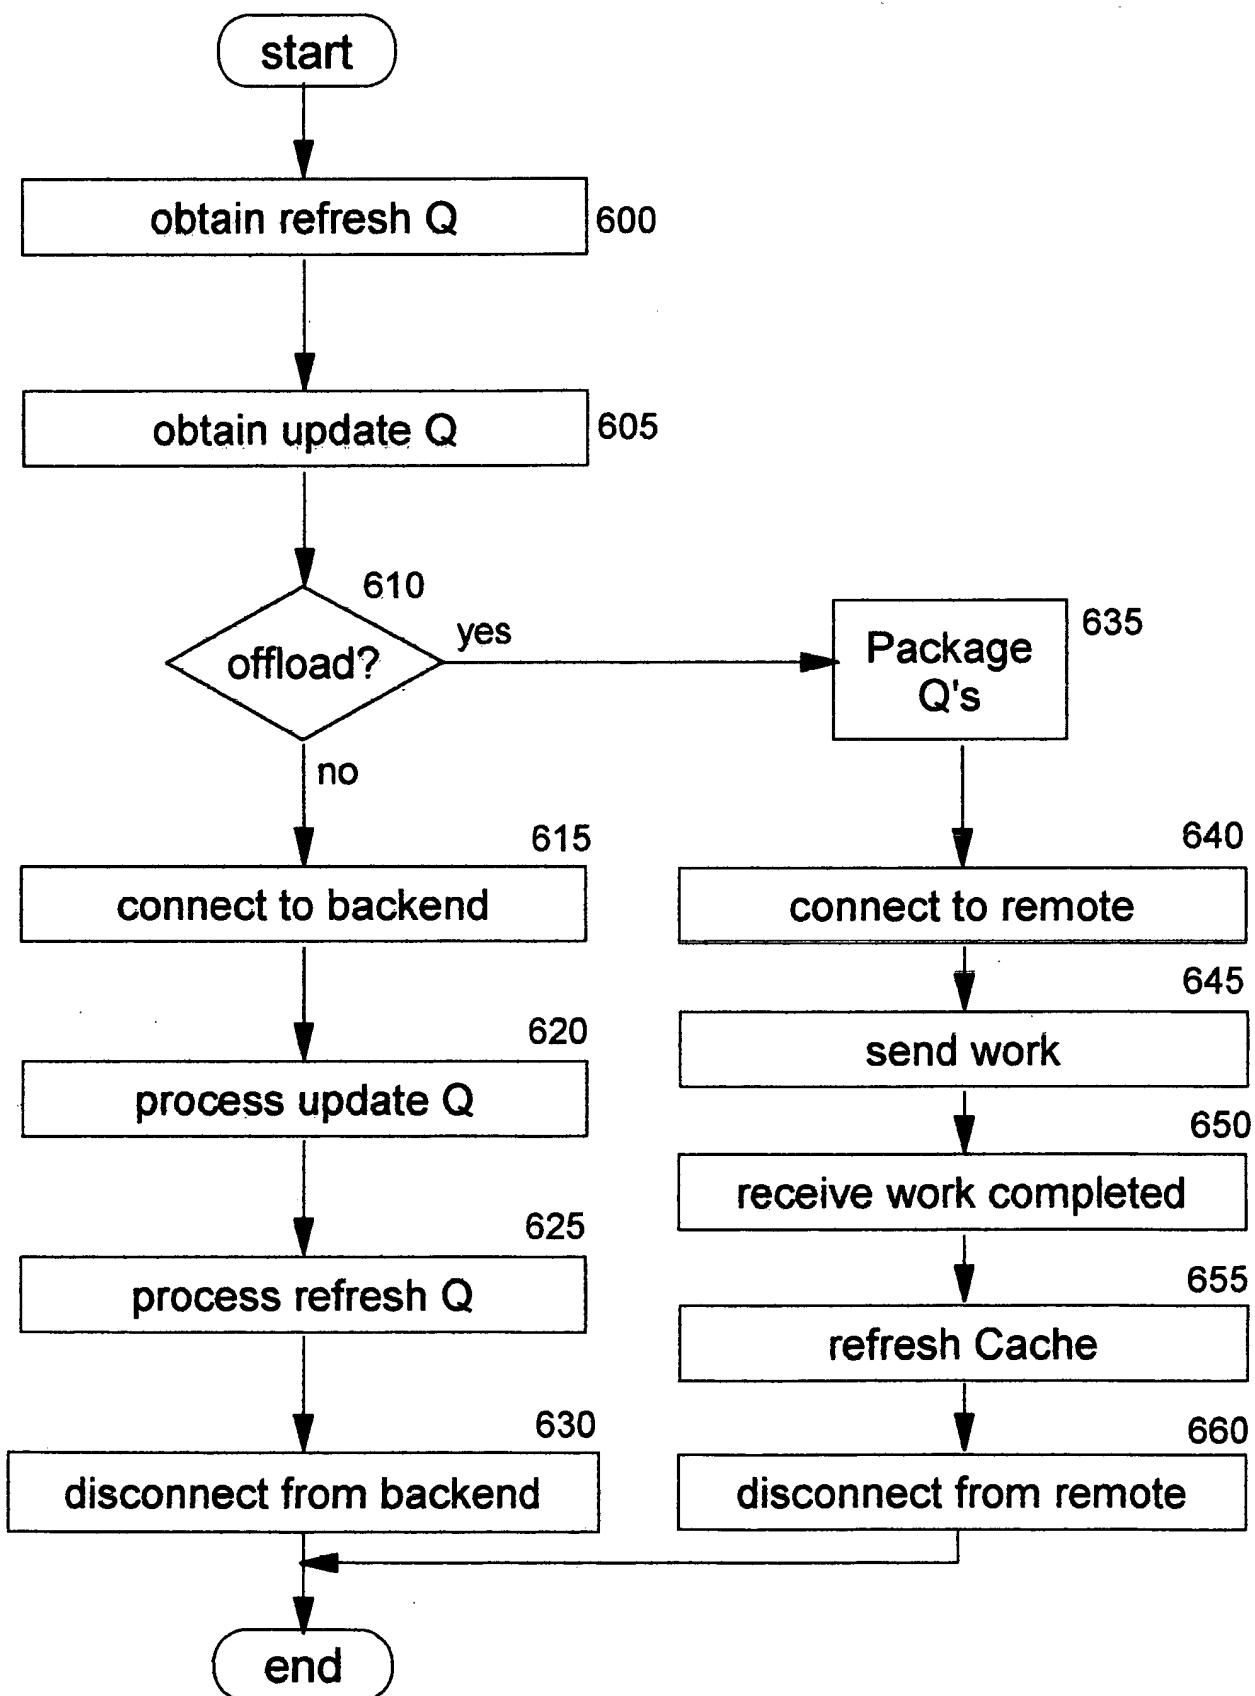 start
obtain refresh Q
600
obtain update Q
605
610
offload?
yes
Package
Q's
635
no
615
connect to backend
620
process update Q
625
process refresh Q
630
disconnect from backend
640
connect to remote
645
send work
650
receive work completed
655
refresh Cache
660
disconnect from remote
end